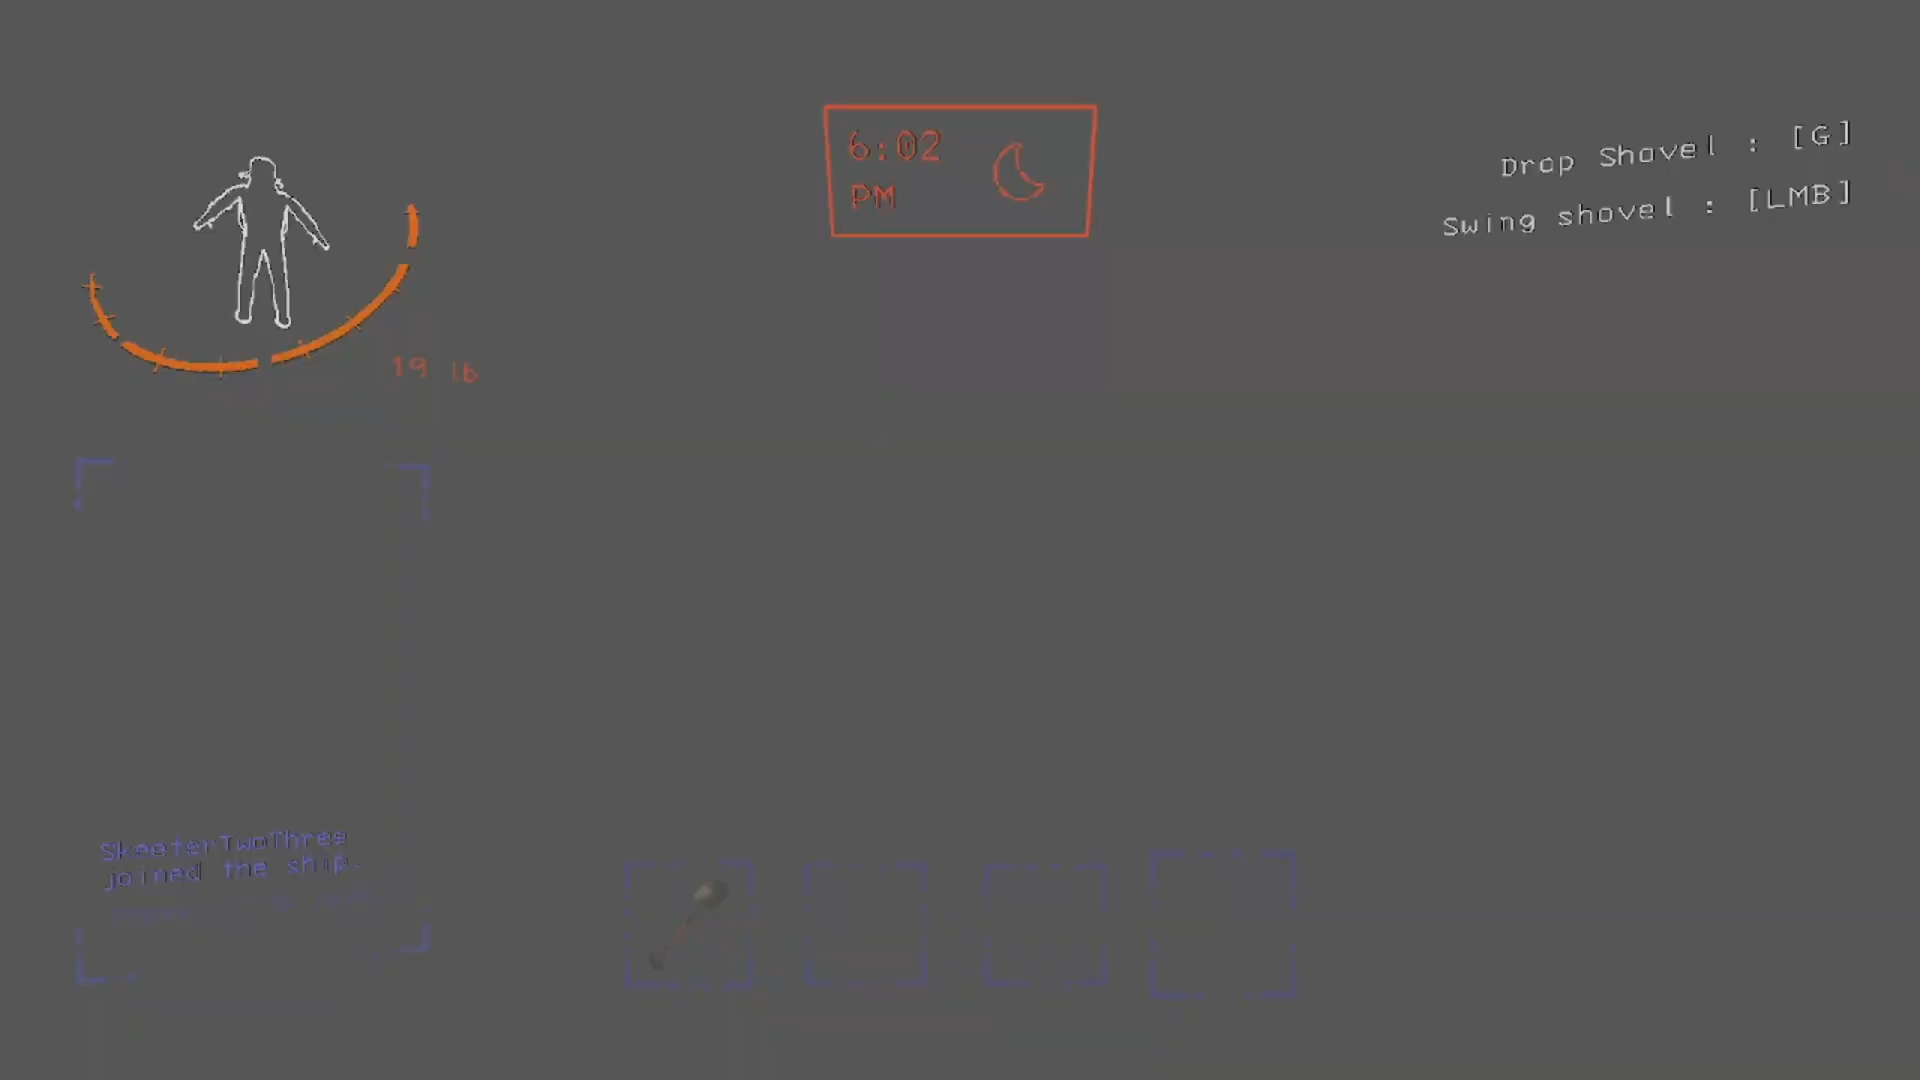 6:02
PM
Drop Shovel : [G]
Swing shovel : [LMB]
19 lb
SkeeterTwoThree
joined the ship.